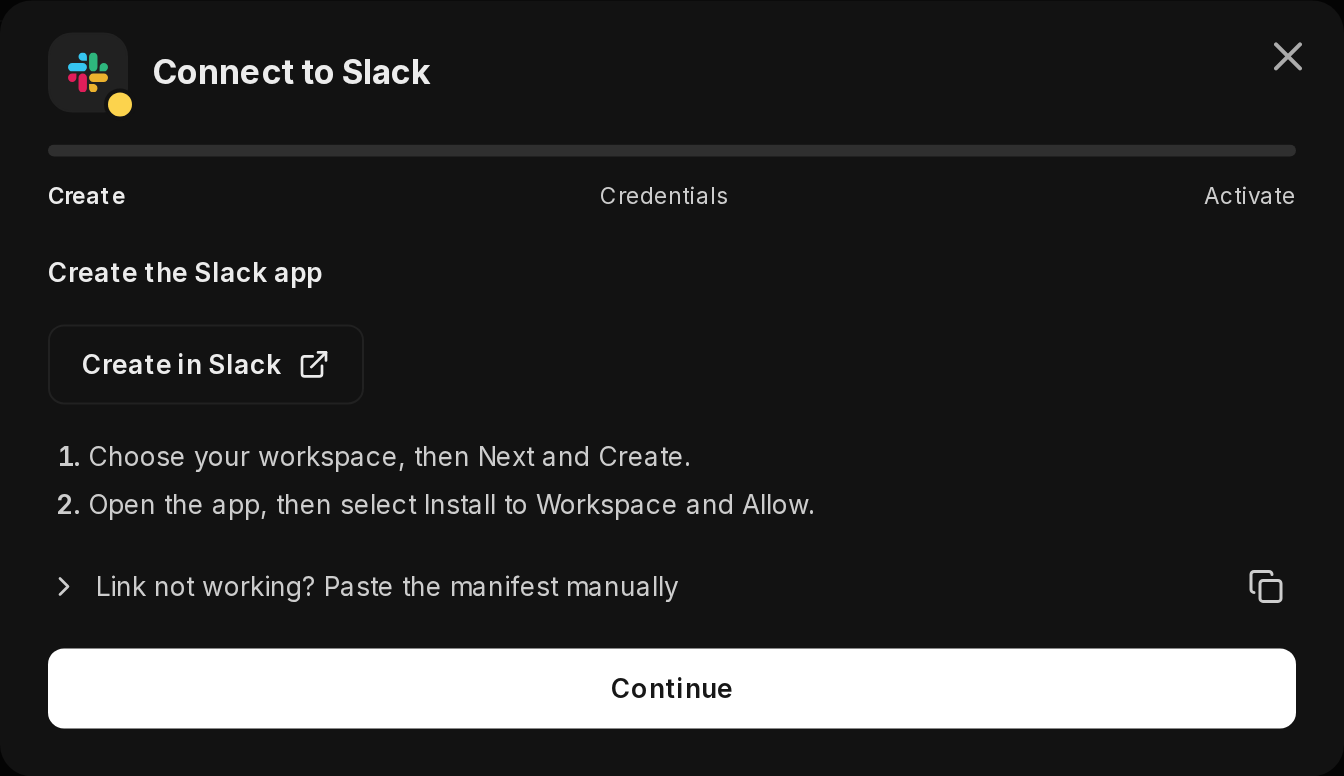 Connect to Slack
Create
Credentials
Activate
Create the Slack app
Create in Slack
1. Choose your workspace, then Next and Create.
2. Open the app, then select Install to Workspace and Allow.
Link not working? Paste the manifest manually
Continue